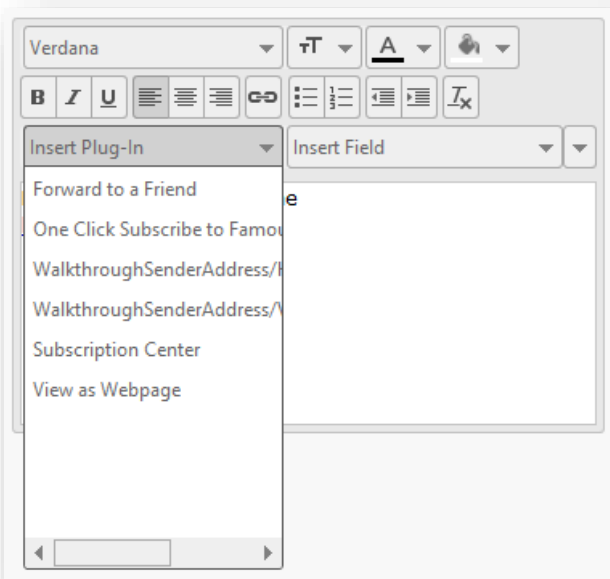 Verdana
B I U
Insert Plug-In
Insert Field
Forward to a Friend
One Click Subscribe to
WalkthroughSenderAddress/
WalkthroughSenderAddress/
Subscription Center
View as Webpage